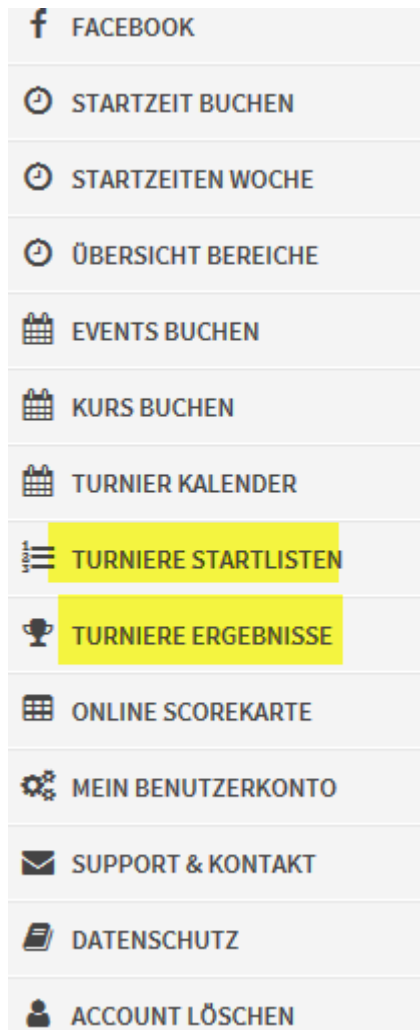 FACEBOOK
STARTZEIT BUCHEN
STARTZEITEN WOCHE
ÜBERSICHT BEREICHE
EVENTS BUCHEN
KURS BUCHEN
TURNIER KALENDER
TURNIERE STARTLISTEN
TURNIERE ERGEBNISSE
ONLINE SCOREKARTE
MEIN BENUTZERKONTO
SUPPORT & KONTAKT
DATENSCHUTZ
ACCOUNT LÖSCHEN